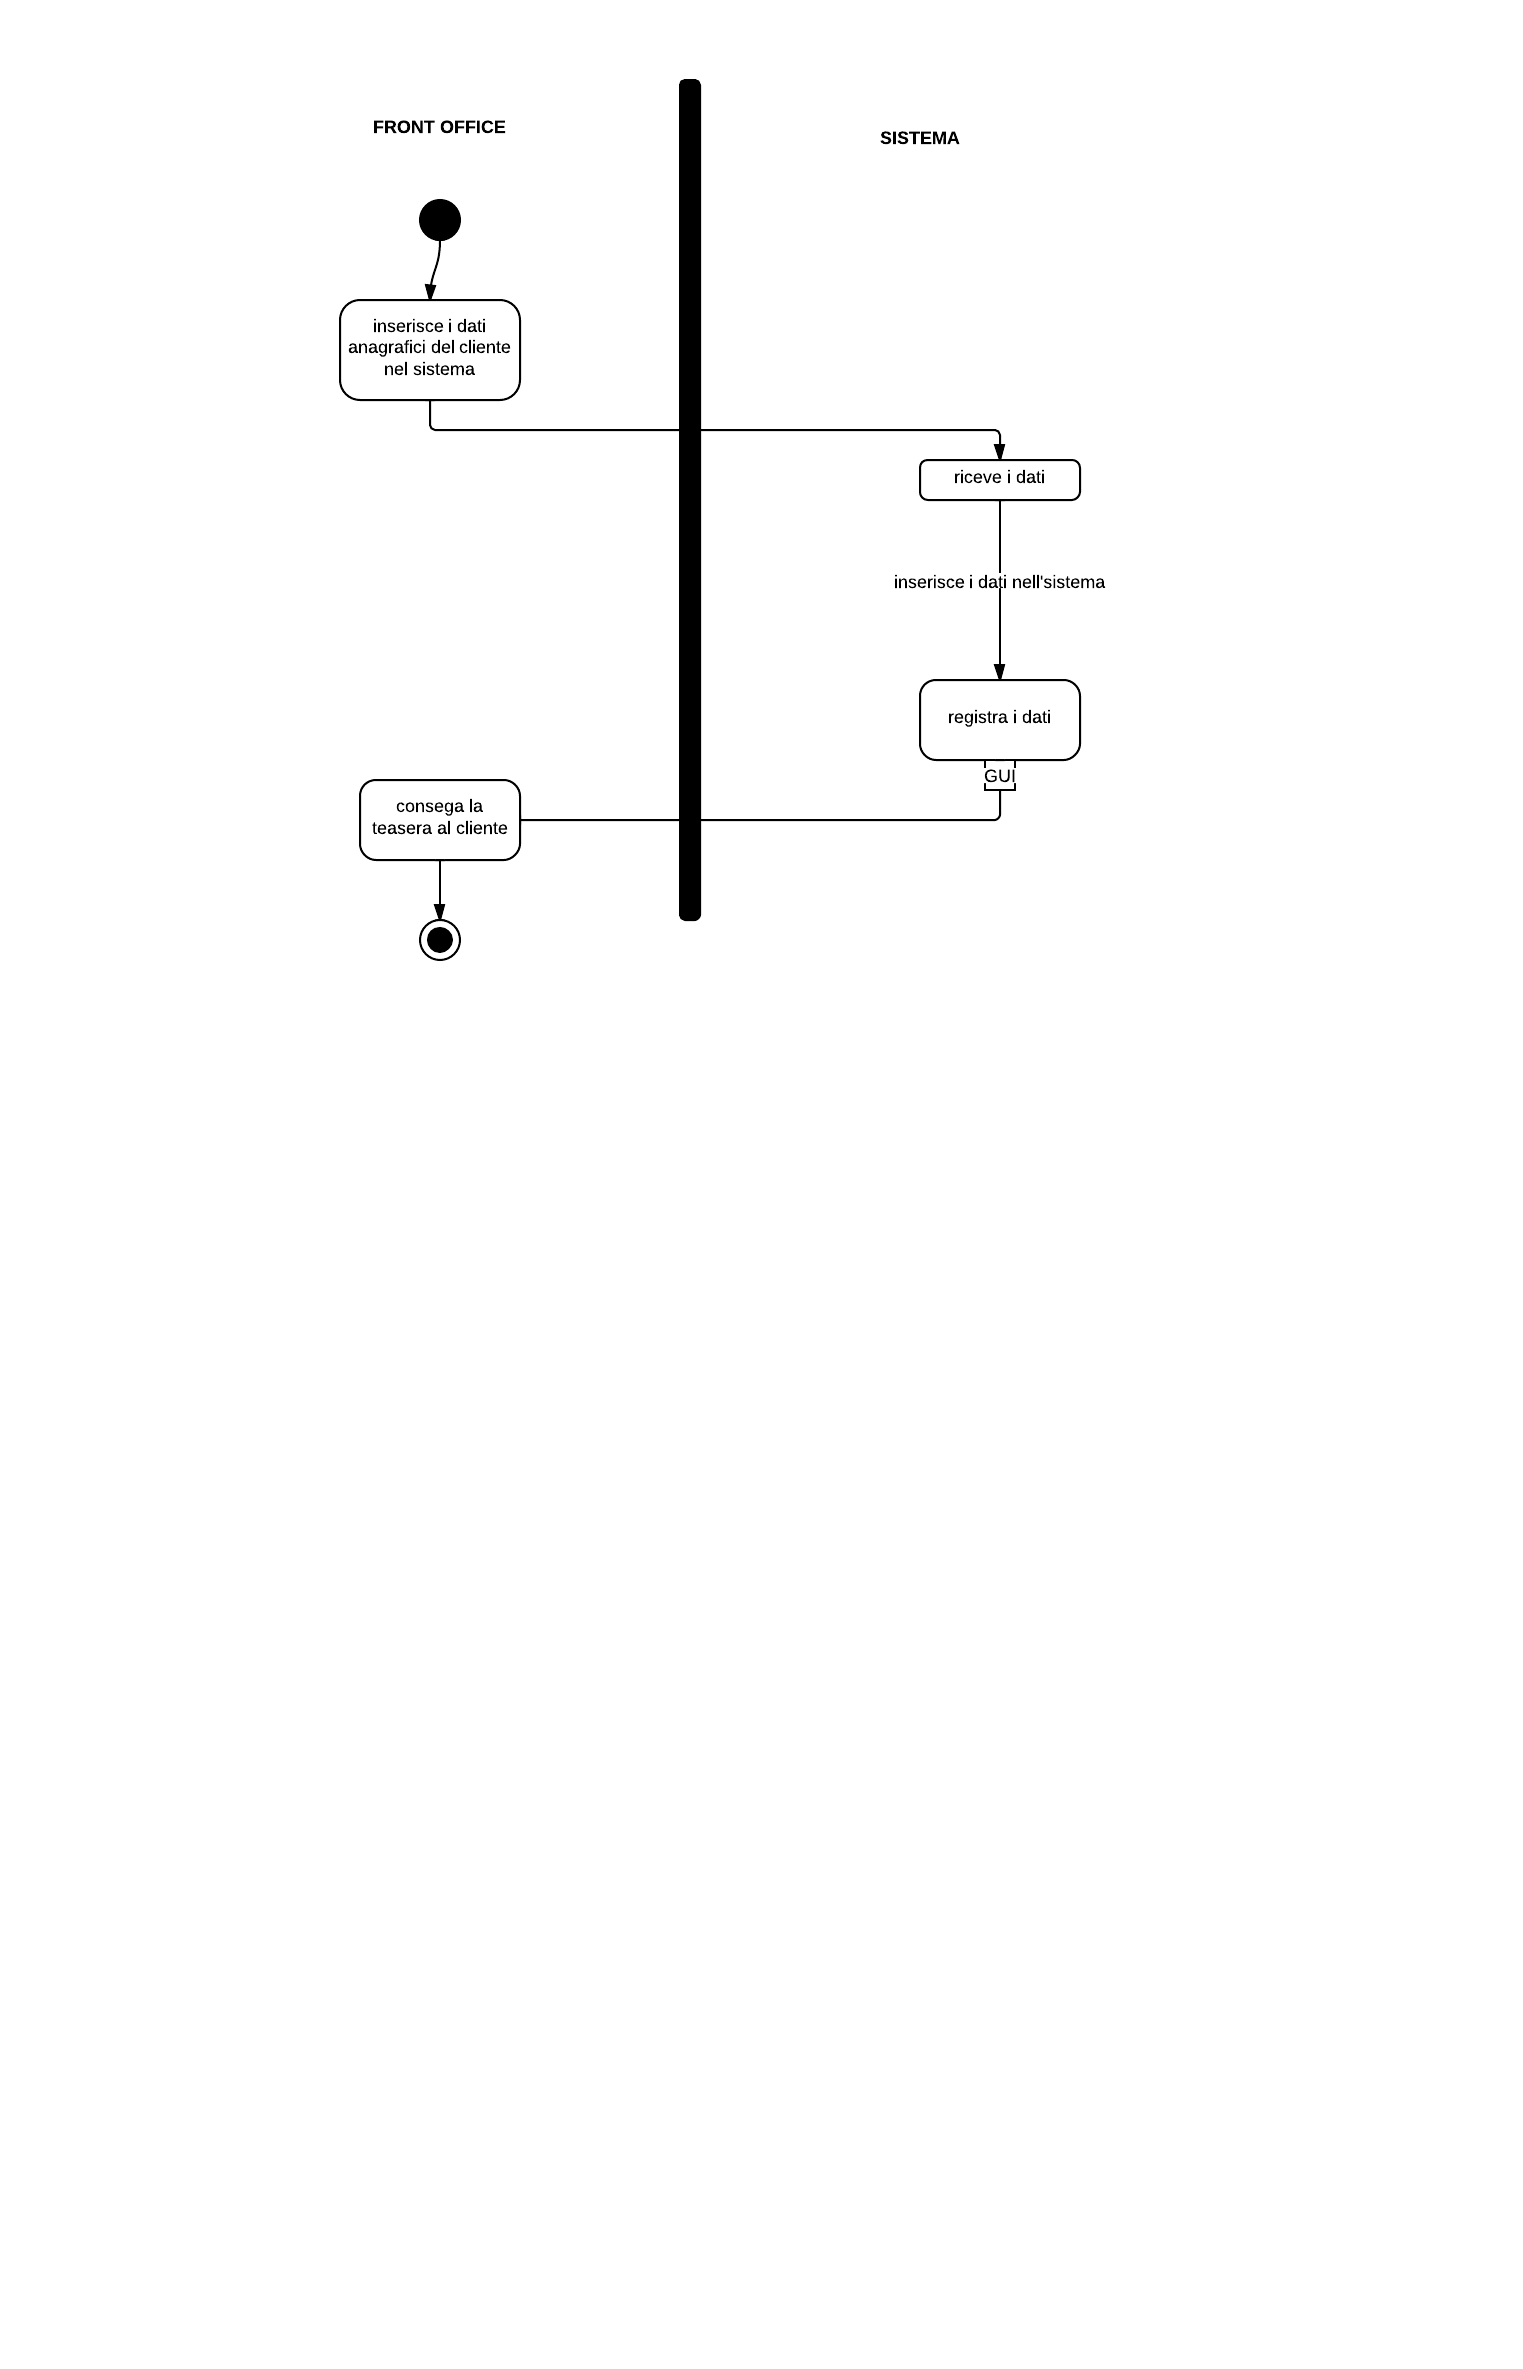 FRONT OFFICE
SISTEMA
inserisce i dati
anagrafici del cliente
nel sistema
riceve i dati
inserisce i dati nell'sistema
registra i dati
GUI
consega la
teasera al cliente